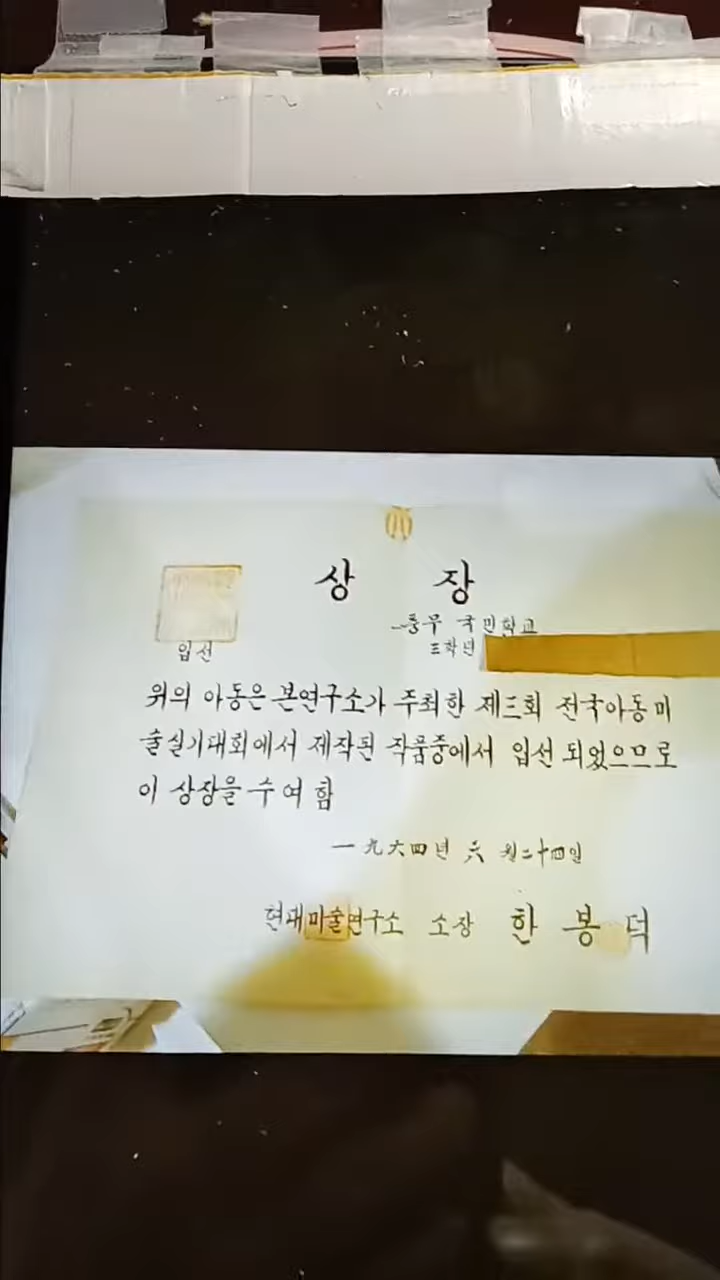 상 장
충무 국민학교
입선
三학년
위의 아동은 본연구소가 주최한 제三회 전국아동미
술실기대회에서 제작된 작품중에서 입선 되었으므로
이 상장을 수여함
一九六四년 六월二十四일
현대미술연구소 소장 한봉덕